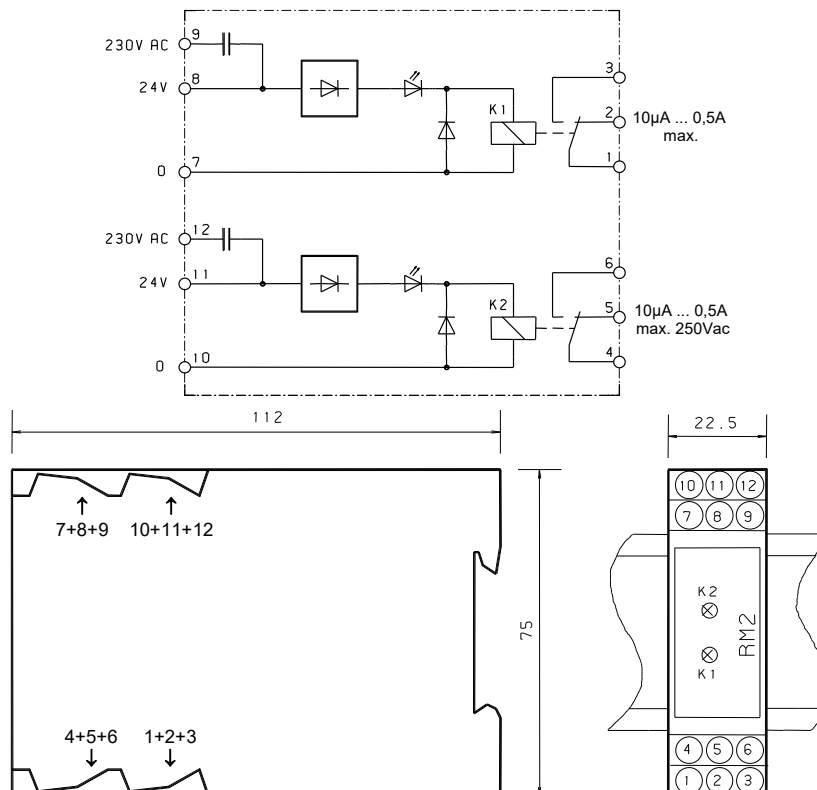 9
230V AC
8
24V
7
0
K1
3
2
10µA ... 0,5A
max.
1
12
230V AC
11
24V
10
0
K2
6
5
10µA ... 0,5A
max. 250Vac
4
112
22.5
7+8+9 10+11+12
75
4+5+6 1+2+3
10 11 12
7 8 9
K2
K1
RM2
4 5 6
1 2 3